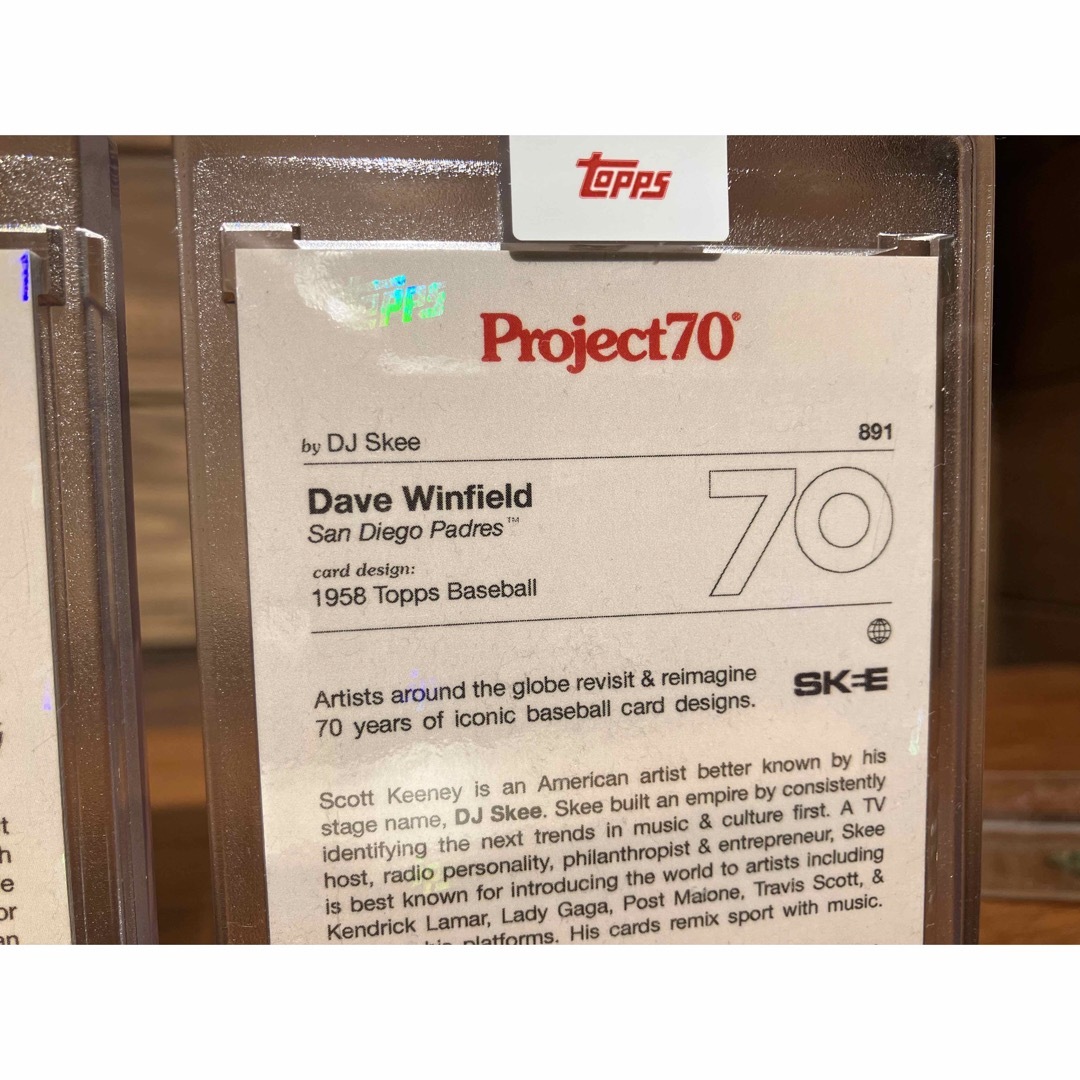 TOPPS
TOPPS
Project70®
by DJ Skee
891
Dave Winfield
San Diego Padres™
70
card design:
1958 Topps Baseball
Artists around the globe revisit & reimagine
70 years of iconic baseball card designs.
SKEE
Scott Keeney is an American artist better known by his
stage name, DJ Skee. Skee built an empire by consistently
identifying the next trends in music & culture first. A TV
host, radio personality, philanthropist & entrepreneur, Skee
is best known for introducing the world to artists including
Kendrick Lamar, Lady Gaga, Post Malone, Travis Scott, &
his platforms. His cards remix sport with music.